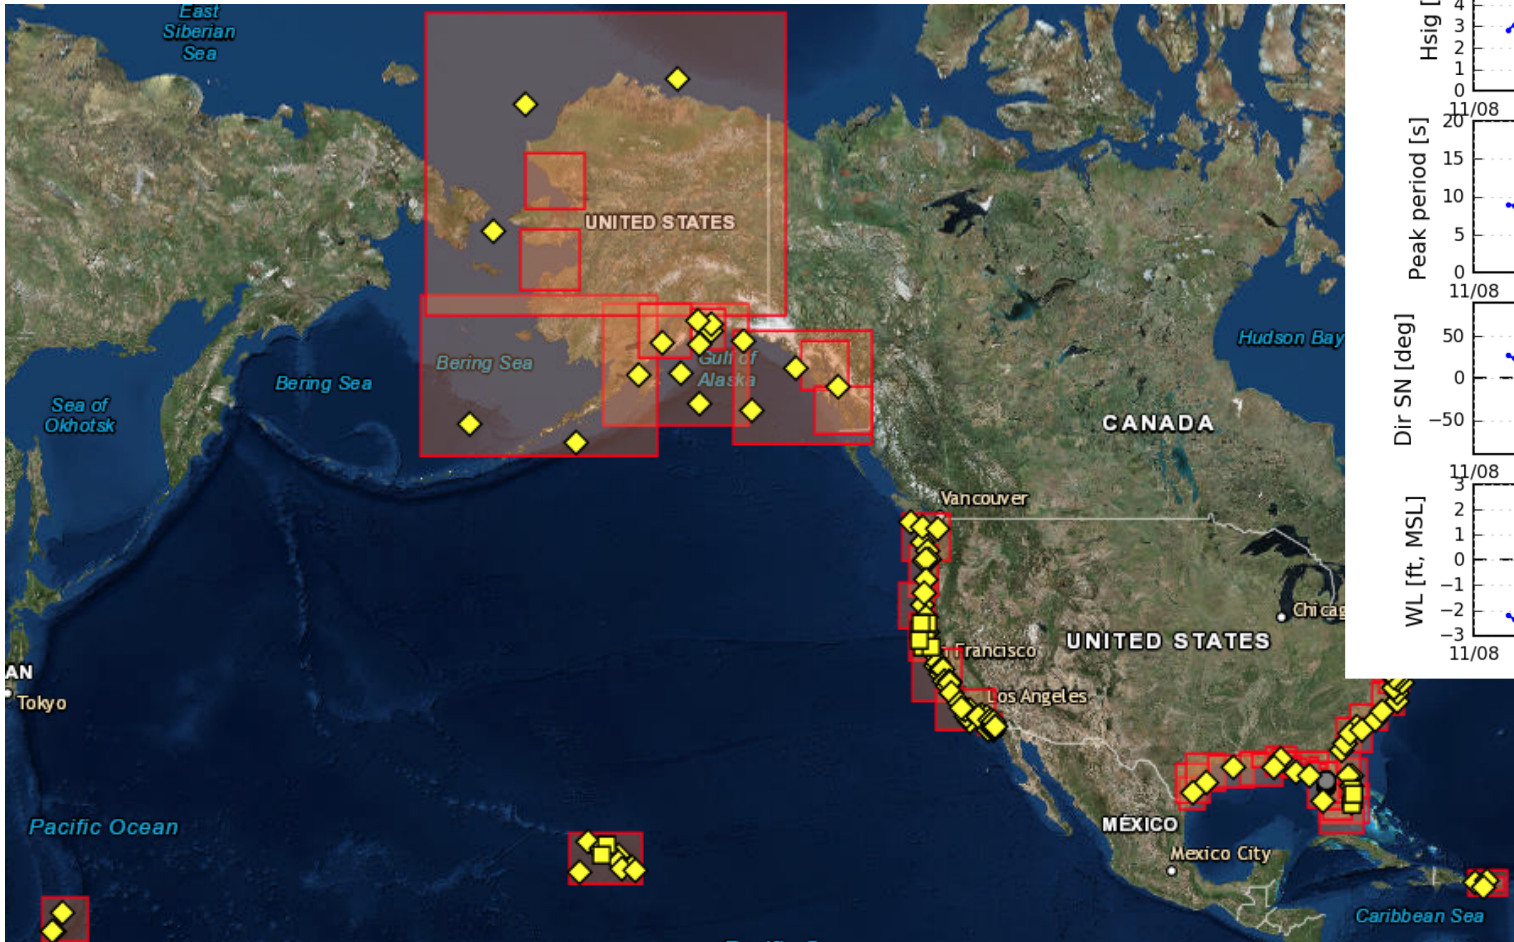 East
Siberian
Sea
UNITED STATES
Bering Sea
Gulf of
Alaska
Bering Sea
Sea of
Okhotsk
Hudson Bay
CANADA
Vancouver
Chicag
UNITED STATES
Francisco
Los Angeles
AN
Tokyo
Pacific Ocean
MÉXICO
Mexico City
Caribbean Sea
Hsig [
4
3
2
1
0
11/08
Peak period [s]
20
15
10
5
0
11/08
Dir SN [deg]
50
0
−50
11/08
WL [ft, MSL]
3
2
1
0
−1
−2
−3
11/08